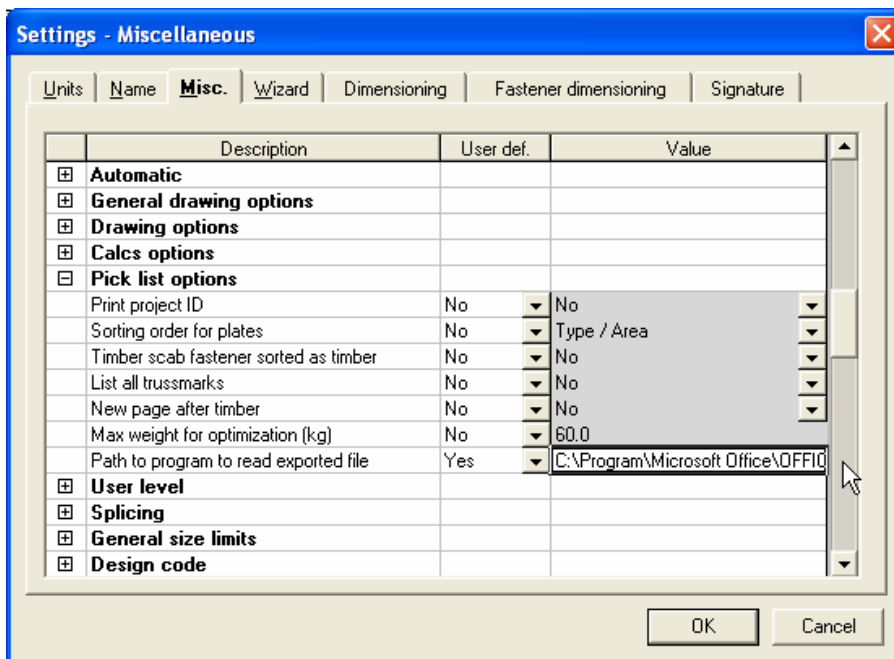 Settings - Miscellaneous
Units Name Misc. Wizard Dimensioning Fastener dimensioning Signature
Description User def. Value
Automatic
General drawing options
Drawing options
Calcs options
Pick list options
Print project ID No No
Sorting order for plates No Type / Area
Timber scab fastener sorted as timber No No
List all trussmarks No No
New page after timber No No
Max weight for optimization (kg) No 60.0
Path to program to read exported file Yes C:\Program\Microsoft Office\OFFIC
User level
Splicing
General size limits
Design code
OK Cancel